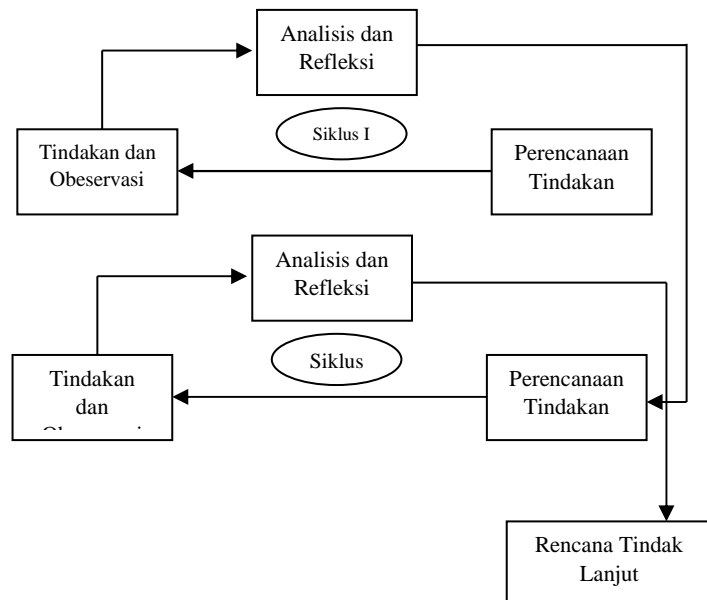 Analisis dan
Refleksi
Siklus I
Tindakan dan
Obeservasi
Perencanaan
Tindakan
Analisis dan
Refleksi
Siklus
Tindakan
dan
Perencanaan
Tindakan
Rencana Tindak
Lanjut